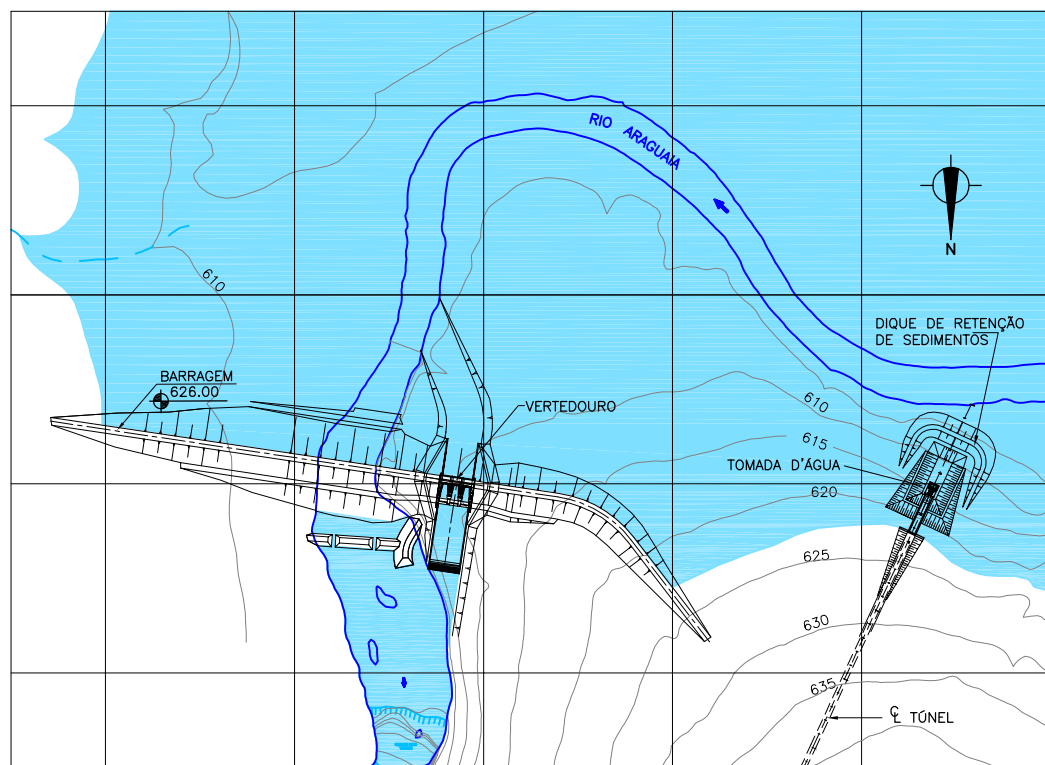 RIO ARAGUAIA
N
610
DIQUE DE RETENÇÃO
DE SEDIMENTOS
BARRAGEM
626.00
VERTEDOURO
610
615
TOMADA D'ÁGUA
620
625
630
635
℄ TÚNEL